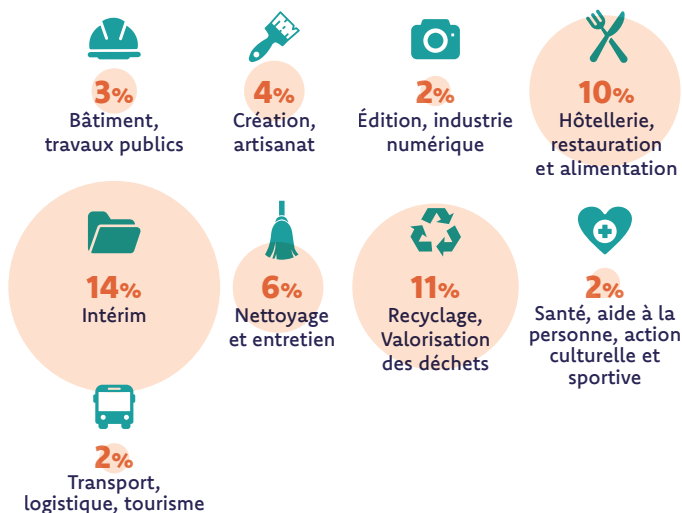 3%
Bâtiment,
travaux publics
4%
Création,
artisanat
2%
Édition, industrie
numérique
10%
Hôtellerie,
restauration
et alimentation
14%
Intérim
6%
Nettoyage
et entretien
11%
Recyclage,
Valorisation
des déchets
2%
Santé, aide à la
personne, action
culturelle et
sportive
2%
Transport,
logistique, tourisme